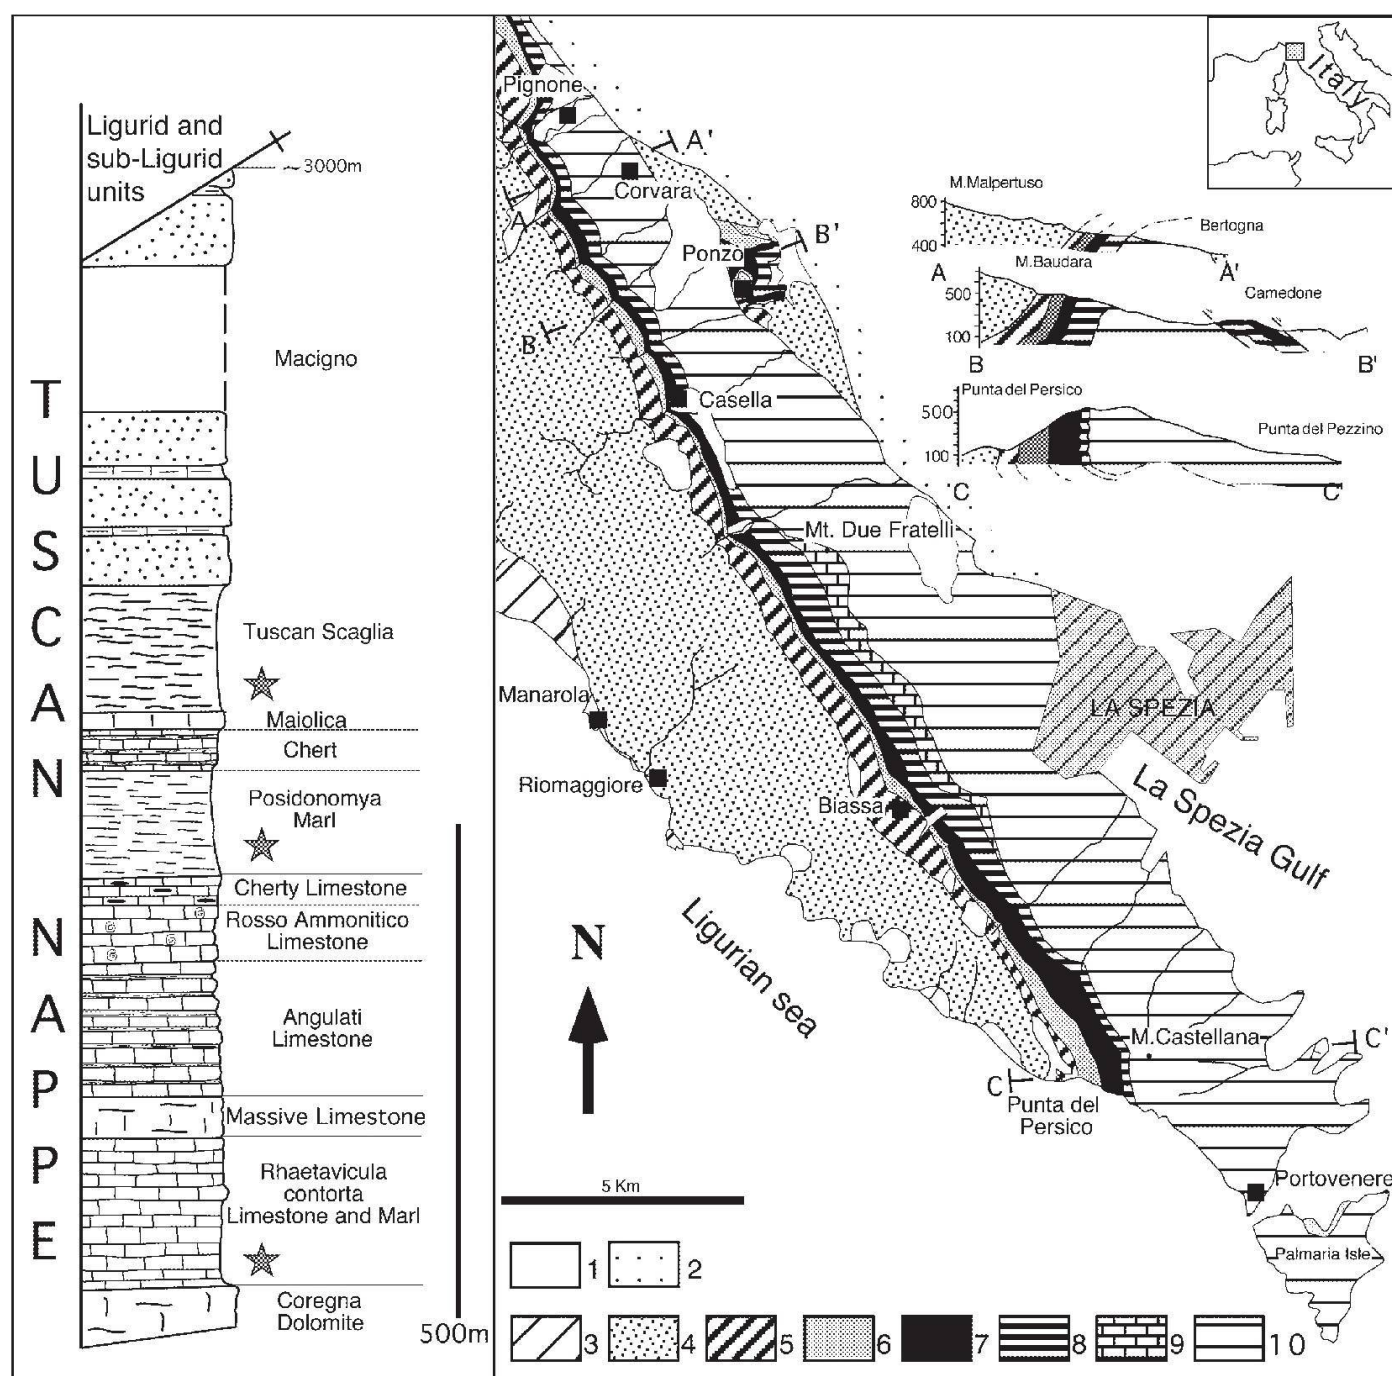 Ligurid and
sub-Ligurid
units
~3000m
Macigno
TUSCAN NAPPE
Tuscan Scaglia
Maiolica
Chert
Posidonomya
Marl
Cherty Limestone
Rosso Ammonitico
Limestone
Angulati
Limestone
Massive Limestone
Rhaetavicula
contorta
Limestone and Marl
Coregna
Dolomite
500m
Pignone
A'
Corvara
A
Ponzo
B'
B
Casella
Mt. Due Fratelli
Manarola
Riomaggiore
Biassa
LA SPEZIA
La Spezia Gulf
Ligurian sea
N
M.Castellana
C'
C
Punta del
Persico
Portovenere
Palmaria Isle
5 Km
1
2
3
4
5
6
7
8
9
10
Italy
M.Malpertuso
800
400
Bertogna
A
A'
M.Baudara
500
100
Camedone
B
B'
Punta del Persico
500
100
Punta del Pezzino
C
C'